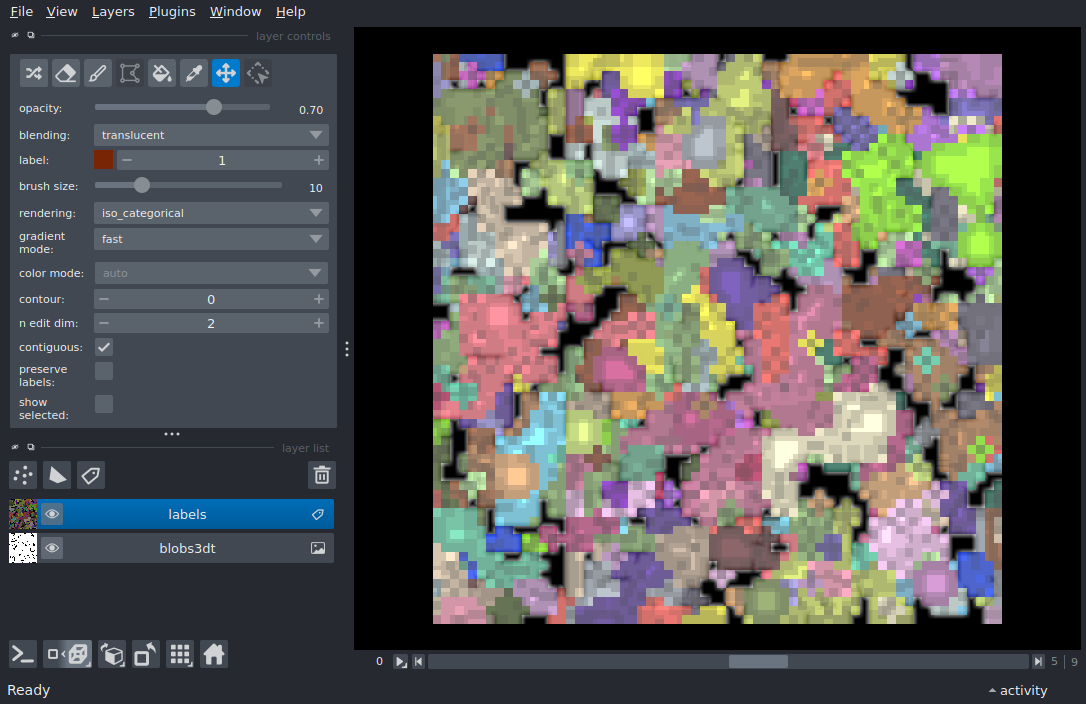 File View Layers Plugins Window Help
layer controls
opacity: 0.70
blending: translucent
label: 1
brush size: 10
rendering: iso_categorical
gradient
mode: fast
color mode: auto
contour: 0
n edit dim: 2
contiguous:
preserve
labels:
show
selected:
layer list
labels
blobs3dt
0 5 9
Ready activity